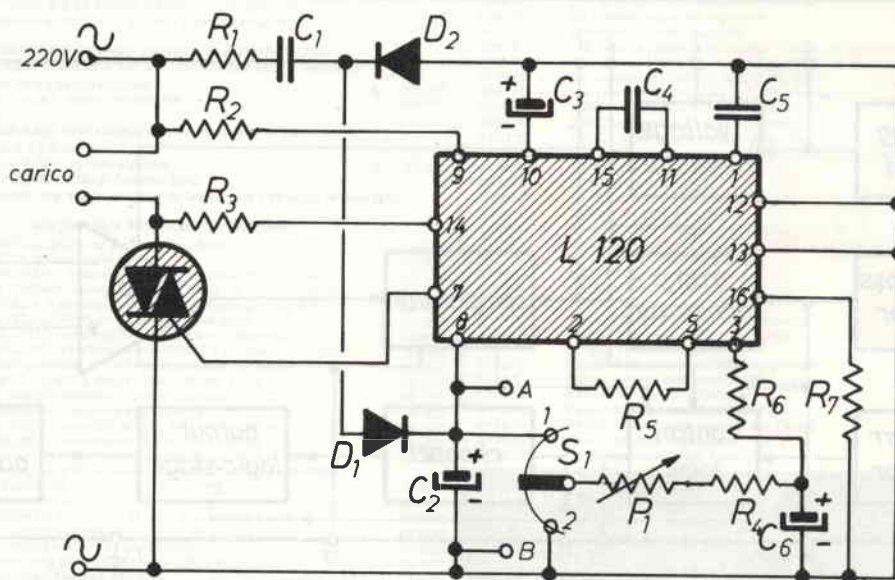 R1 C1 D2
220V
R2
+ C3 - C4 C5
carico
R3
9 10 15 11 1
14 12
L 120 13
7 16
8 2 5 3
A
R5 R6 R7
D1
1
S1
+ C2 -
P1 R4
2
+ C6 -
B